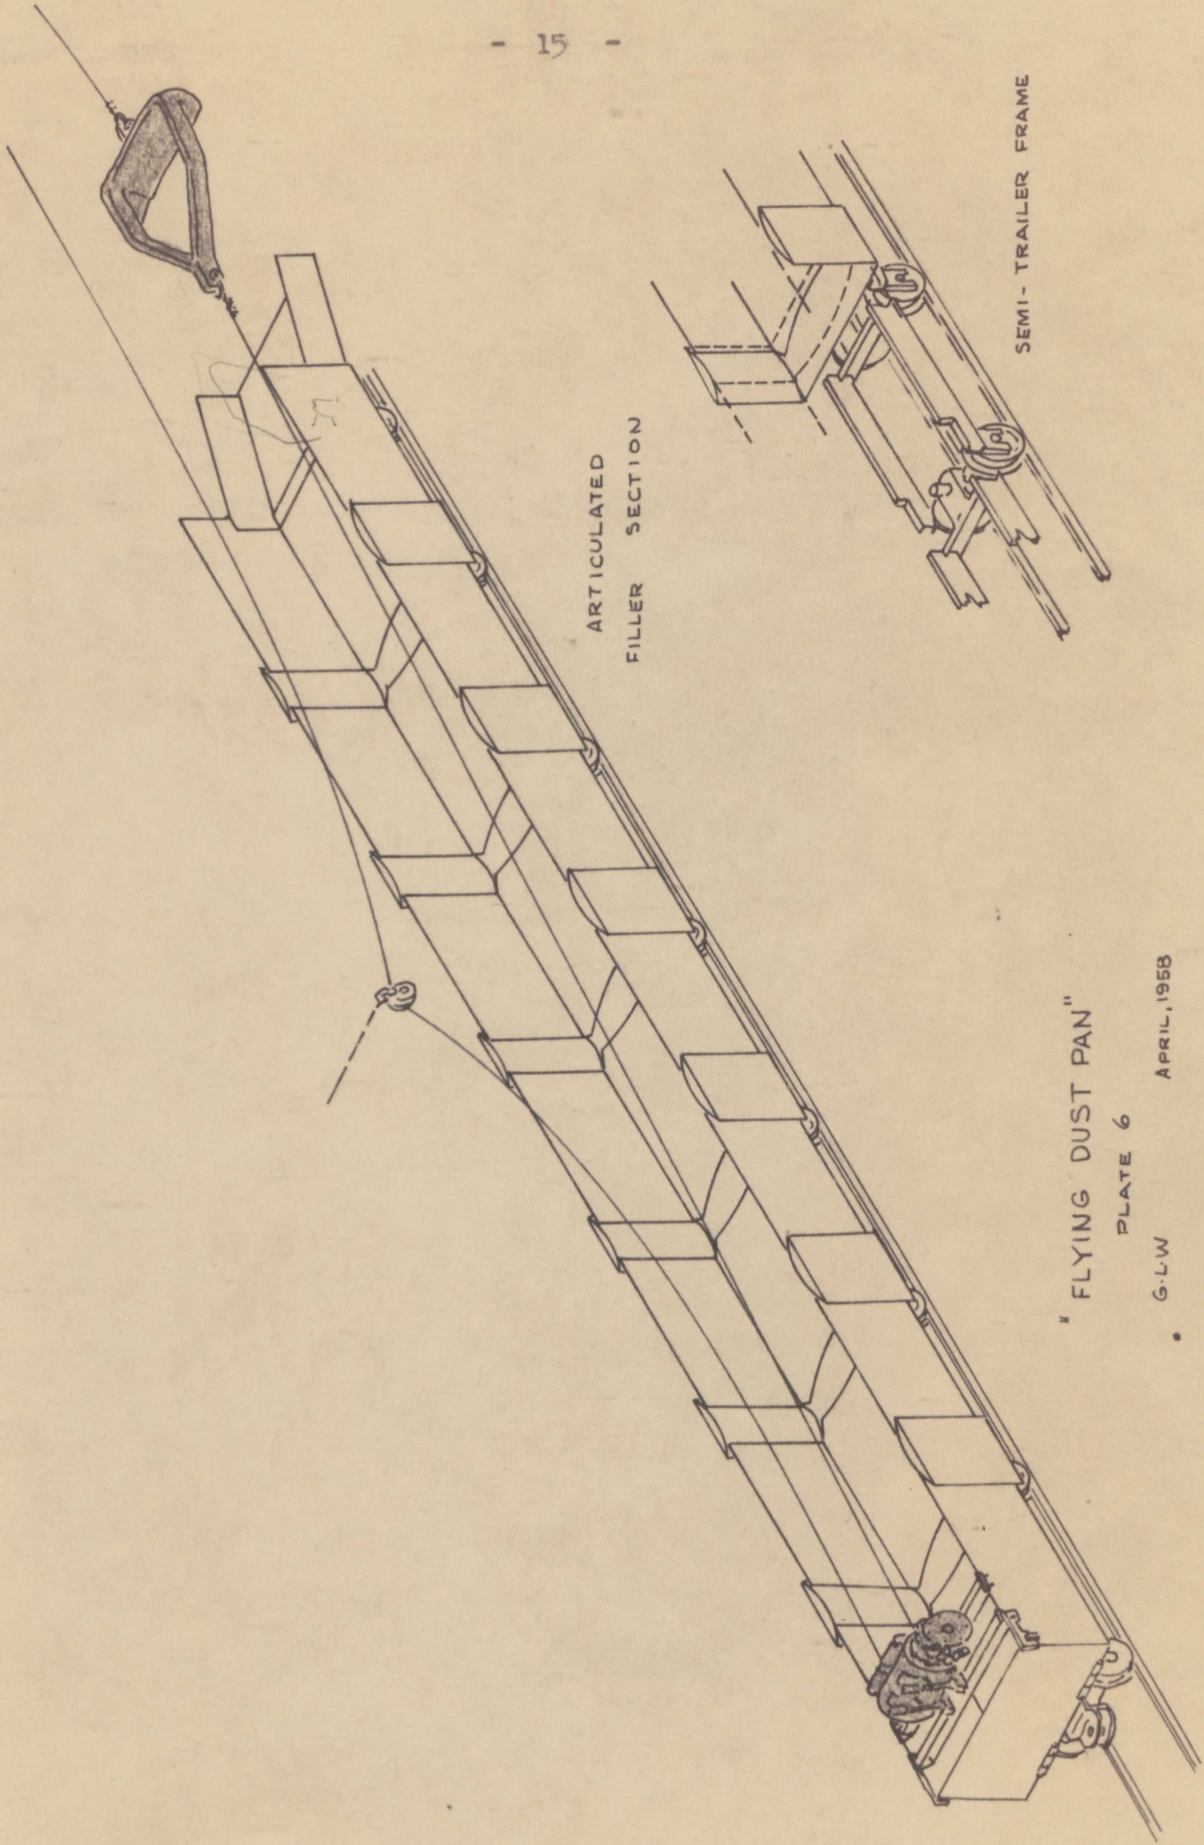 - 15 -
ARTICULATED
FILLER SECTION
SEMI-TRAILER FRAME
"FLYING DUST PAN"
PLATE 6
G.L.W APRIL, 1958